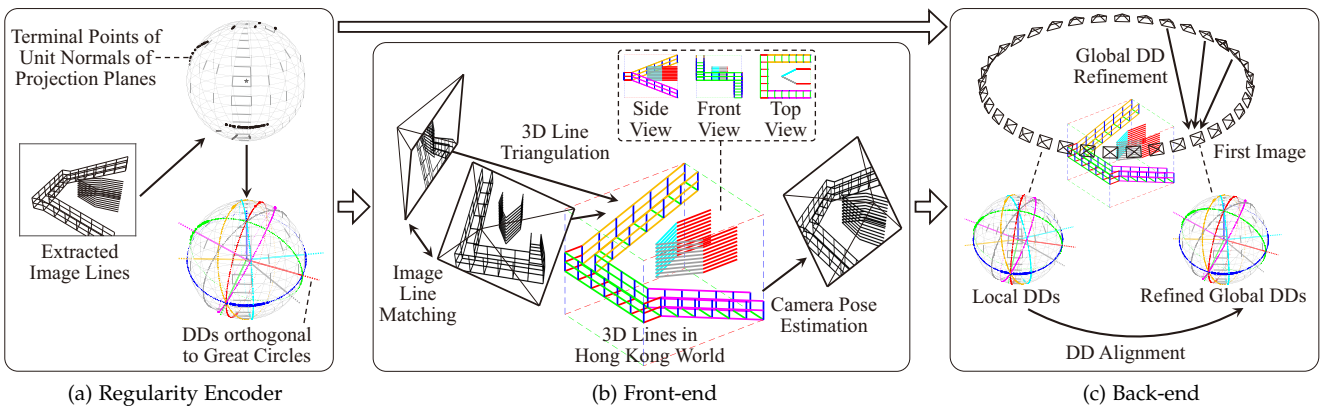 Terminal Points of
Unit Normals of
Projection Planes
Extracted
Image Lines
DDs orthogonal
to Great Circles
(a) Regularity Encoder
Side
View
Front
View
Top
View
3D Line
Triangulation
Image
Line
Matching
3D Lines in
Hong Kong World
Camera Pose
Estimation
(b) Front-end
Global DD
Refinement
First Image
Local DDs
Refined Global DDs
DD Alignment
(c) Back-end